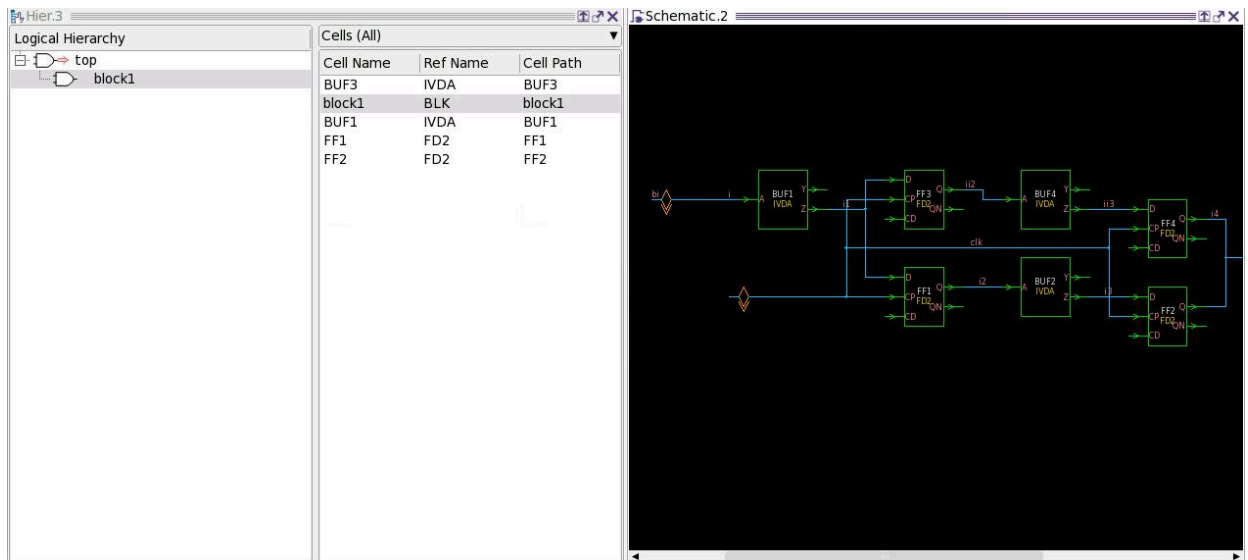 Hier.3
Logical Hierarchy
top
block1
Cells (All)
Cell Name Ref Name Cell Path
BUF3 IVDA BUF3
block1 BLK block1
BUF1 IVDA BUF1
FF1 FD2 FF1
FF2 FD2 FF2
Schematic.2
bi
i
A BUF1 IVDA Y Z
i1
D CP CD FF3 FD2 Q QN
ii2
A BUF4 IVDA Y Z
ii3
D CP CD FF4 FD2 Q QN
i4
clk
D CP CD FF1 FD2 Q QN
i2
A BUF2 IVDA Y Z
i3
D CP CD FF2 FD2 Q QN